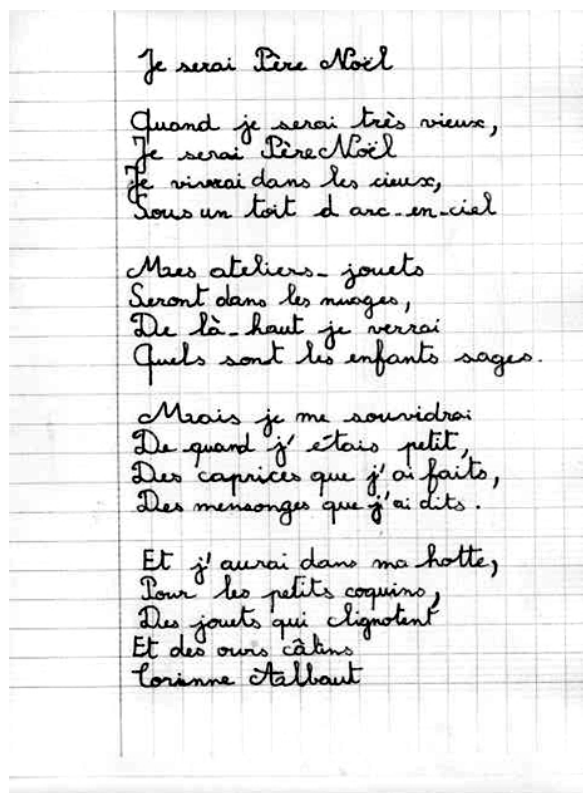 Je serai Père Noël
Quand je serai très vieux,
Je serai Père Noël
Je vivrai dans les cieux,
Sous un toit d arc-en-ciel
Mes ateliers-jouets
Seront dans les nuages,
De là-haut je verrai
Quels sont les enfants sages.
Mais je me souvidrai
De quand j'étais petit,
Des caprices que j'ai faits,
Des mensonges que j'ai dits.
Et j'aurai dans ma hotte,
Pour les petits coquins,
Des jouets qui clignotent
Et des ours câlins
Corinne Albaut